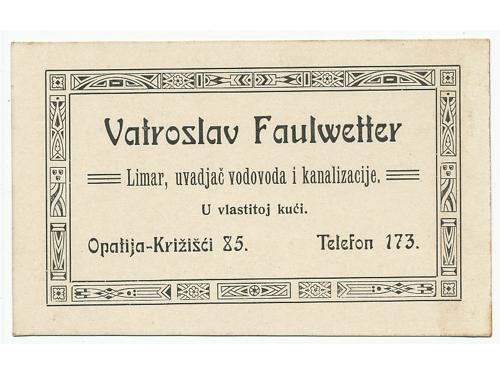 Vatroslav Faulwetter
Limar, uvadjač vodovoda i kanalizacije.
U vlastitoj kući.
Opatija-Križišći 85. Telefon 173.